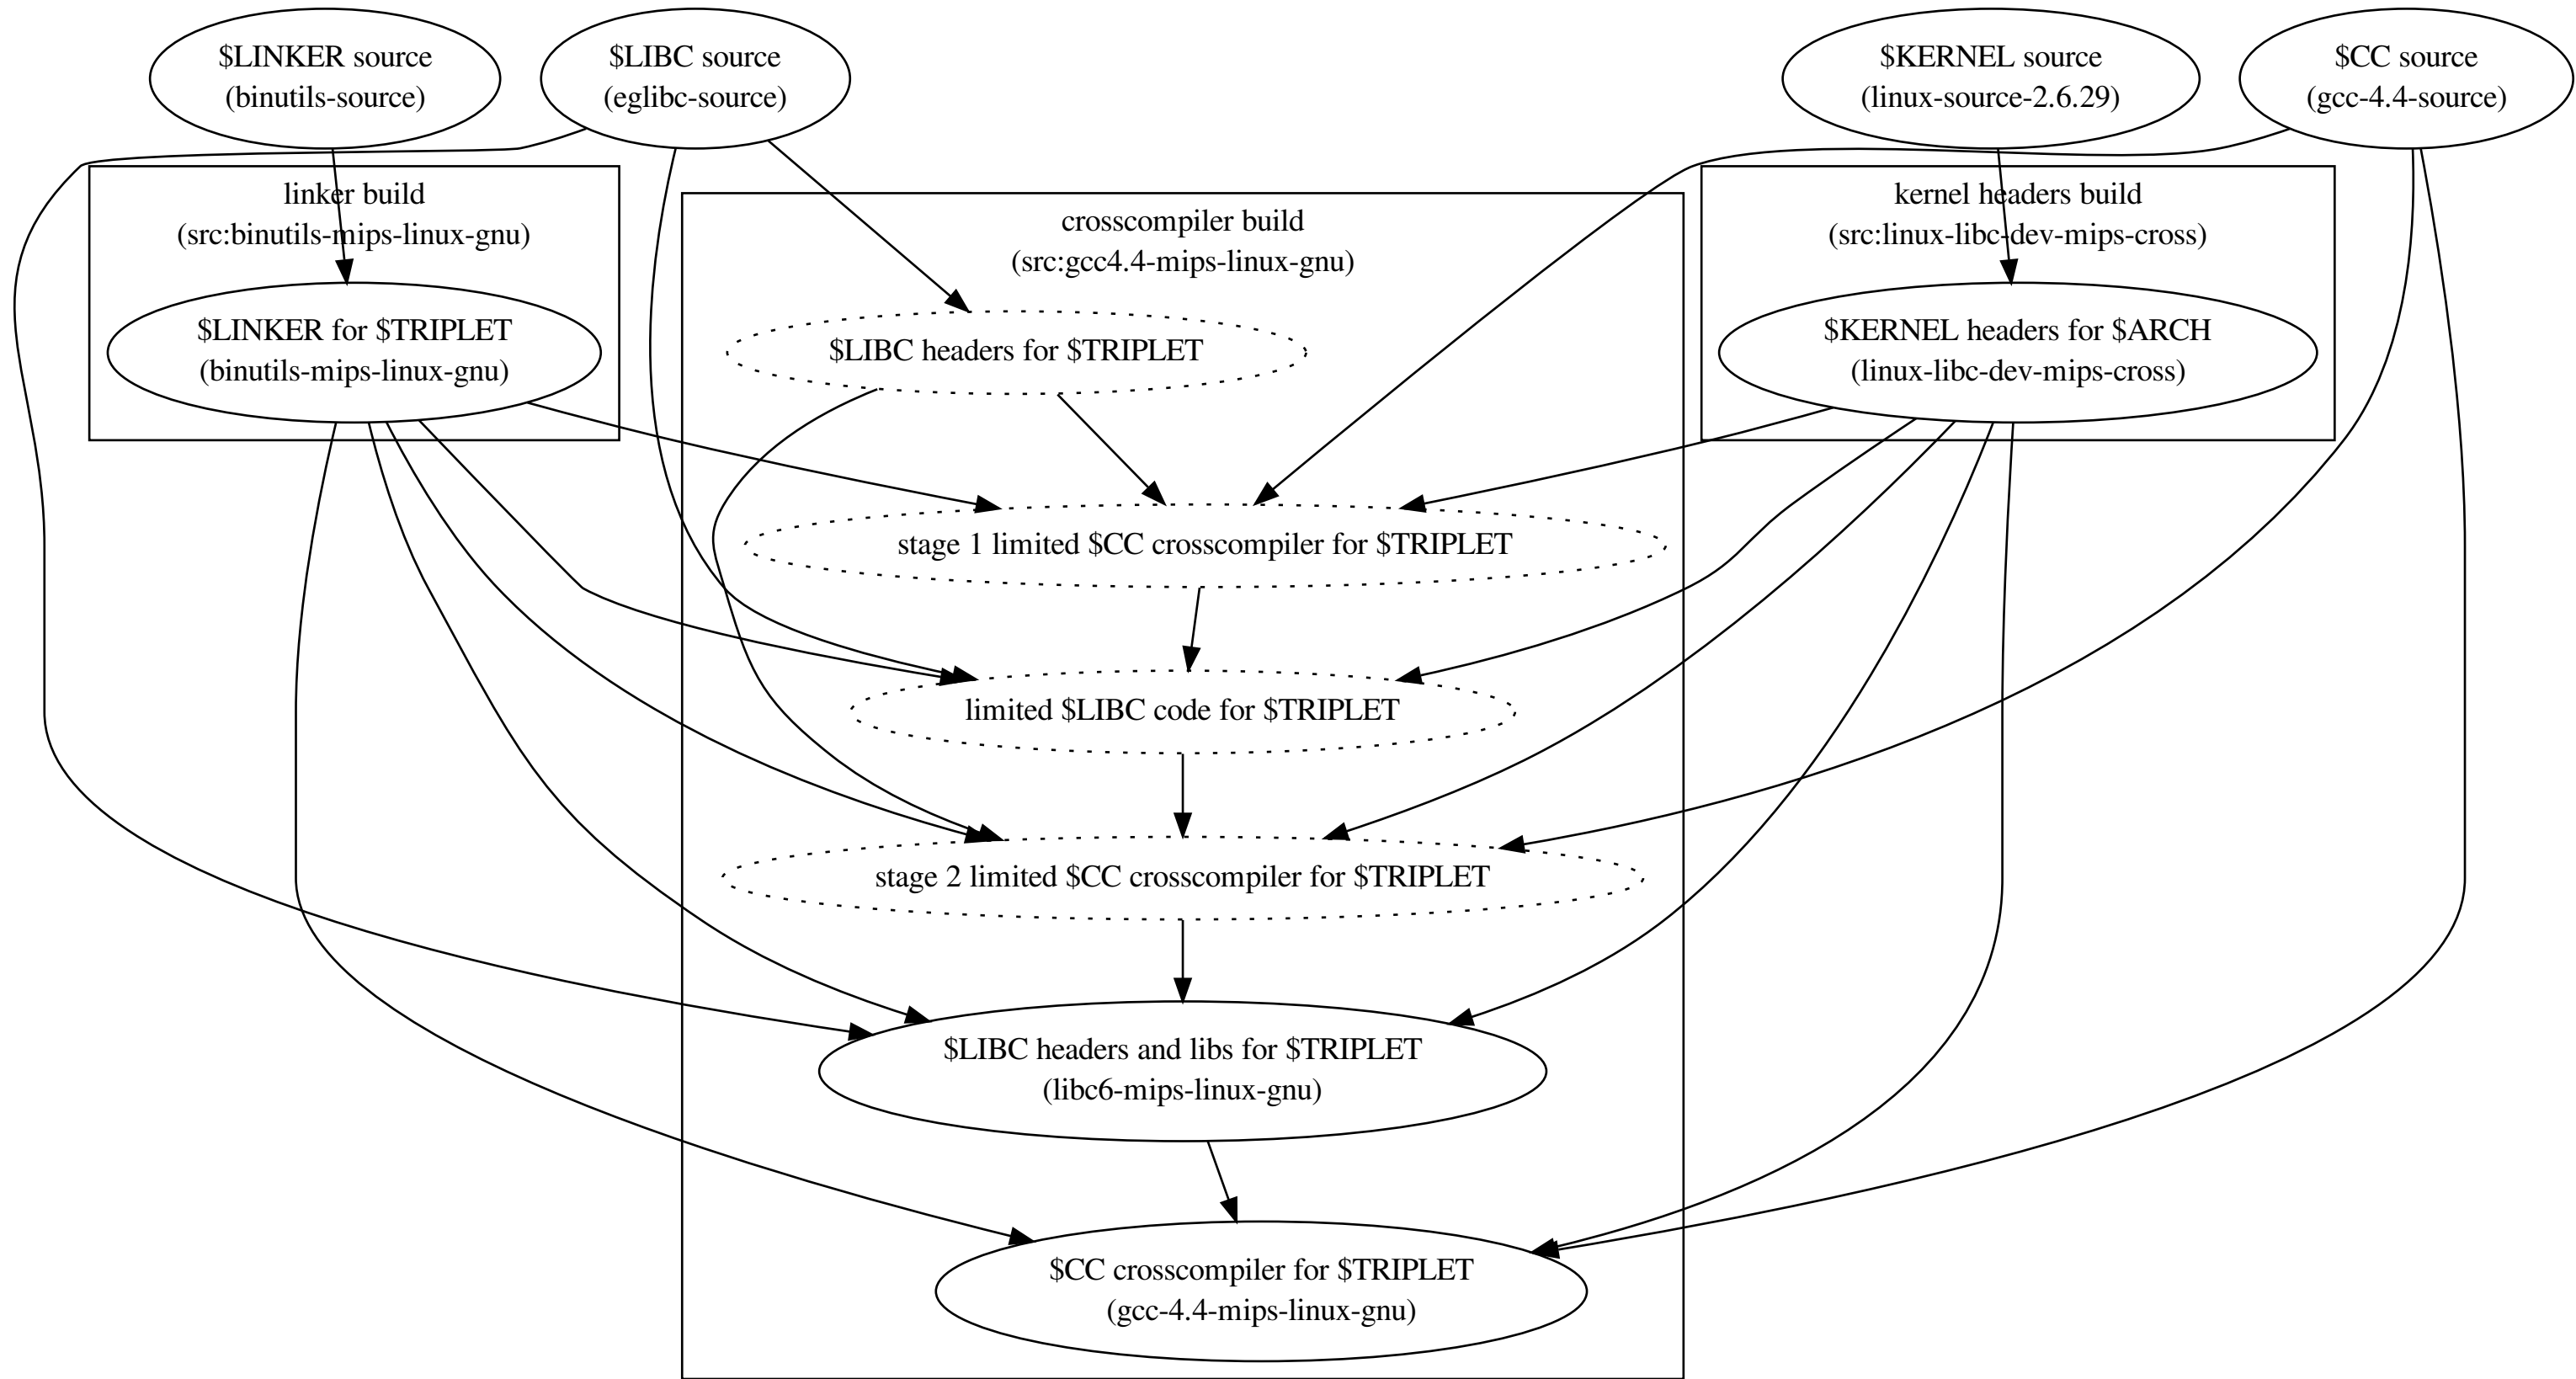 $LINKER source
(binutils-source)
$LIBC source
(eglibc-source)
$KERNEL source
(linux-source-2.6.29)
$CC source
(gcc-4.4-source)
linker build
(src:binutils-mips-linux-gnu)
crosscompiler build
(src:gcc4.4-mips-linux-gnu)
kernel headers build
(src:linux-libc-dev-mips-cross)
$LINKER for $TRIPLET
(binutils-mips-linux-gnu)
$LIBC headers for $TRIPLET
$KERNEL headers for $ARCH
(linux-libc-dev-mips-cross)
stage 1 limited $CC crosscompiler for $TRIPLET
limited $LIBC code for $TRIPLET
stage 2 limited $CC crosscompiler for $TRIPLET
$LIBC headers and libs for $TRIPLET
(libc6-mips-linux-gnu)
$CC crosscompiler for $TRIPLET
(gcc-4.4-mips-linux-gnu)